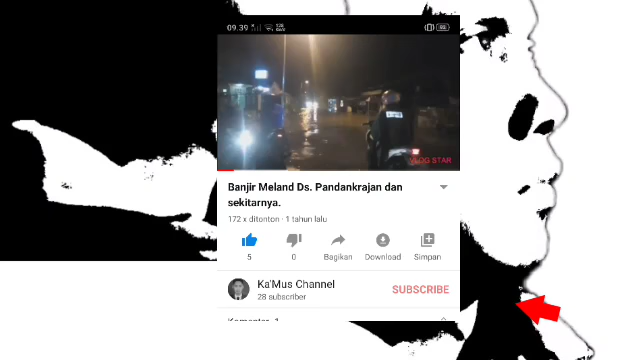 09.39
VLOG STAR
Banjir Meland Ds. Pandankrajan dan
sekitarnya.
172 x ditonton · 1 tahun lalu
5
0
Bagikan
Download
Simpan
Ka'Mus Channel
28 subscriber
SUBSCRIBE